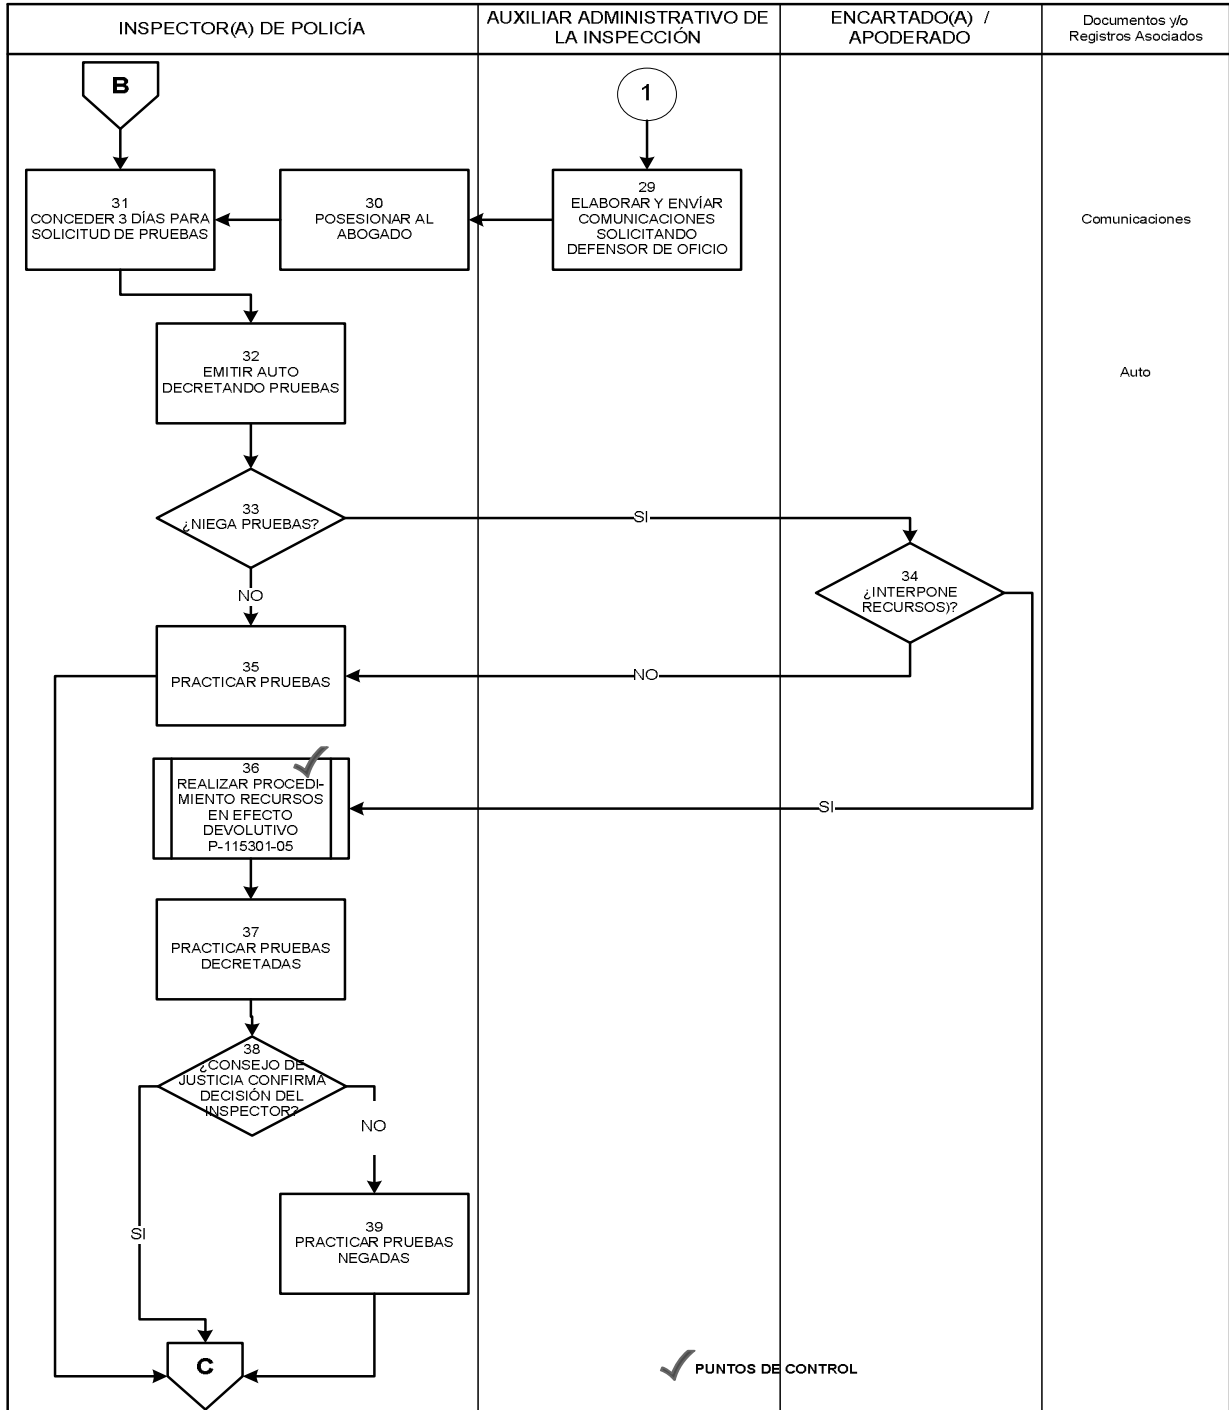 INSPECTOR(A) DE POLICÍA
AUXILIAR ADMINISTRATIVO DE
LA INSPECCIÓN
ENCARTADO(A) /
APODERADO
Documentos y/o
Registros Asociados
B
1
31
CONCEDER 3 DÍAS PARA
SOLICITUD DE PRUEBAS
30
POSESIONAR AL
ABOGADO
29
ELABORAR Y ENVÍAR
COMUNICACIONES
SOLICITANDO
DEFENSOR DE OFICIO
Comunicaciones
32
EMITIR AUTO
DECRETANDO PRUEBAS
Auto
33
¿NIEGA PRUEBAS?
SI
34
¿INTERPONE
RECURSOS)?
NO
35
PRACTICAR PRUEBAS
NO
36
REALIZAR PROCEDI-
MIENTO RECURSOS
EN EFECTO
DEVOLUTIVO
P-115301-05
SI
37
PRACTICAR PRUEBAS
DECRETADAS
38
¿CONSEJO DE
JUSTICIA CONFIRMA
DECISIÓN DEL
INSPECTOR?
NO
SI
39
PRACTICAR PRUEBAS
NEGADAS
C
PUNTOS DE CONTROL